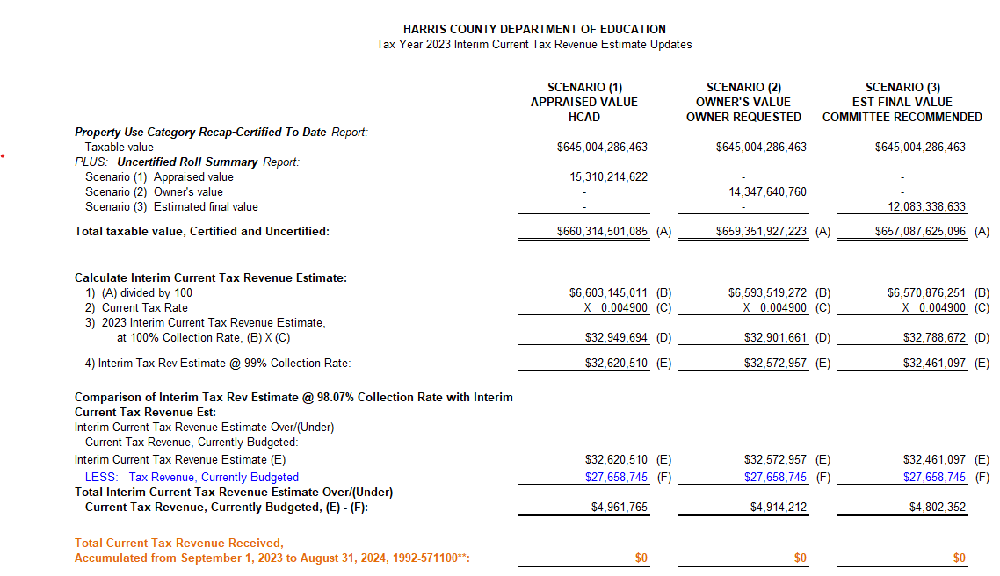 HARRIS COUNTY DEPARTMENT OF EDUCATION
Tax Year 2023 Interim Current Tax Revenue Estimate Updates
SCENARIO (1) SCENARIO (2) SCENARIO (3)
APPRAISED VALUE OWNER'S VALUE EST FINAL VALUE
HCAD OWNER REQUESTED COMMITTEE RECOMMENDED
Property Use Category Recap-Certified To Date-Report:
Taxable value $645,004,286,463 $645,004,286,463 $645,004,286,463
PLUS: Uncertified Roll Summary Report:
Scenario (1) Appraised value 15,310,214,622 - -
Scenario (2) Owner's value - 14,347,640,760 -
Scenario (3) Estimated final value - - 12,083,338,633
Total taxable value, Certified and Uncertified: $660,314,501,085 (A) $659,351,927,223 (A) $657,087,625,096 (A)
Calculate Interim Current Tax Revenue Estimate:
1) (A) divided by 100 $6,603,145,011 (B) $6,593,519,272 (B) $6,570,876,251 (B)
2) Current Tax Rate X 0.004900 (C) X 0.004900 (C) X 0.004900 (C)
3) 2023 Interim Current Tax Revenue Estimate,
at 100% Collection Rate, (B) X (C) $32,949,694 (D) $32,901,661 (D) $32,788,672 (D)
4) Interim Tax Rev Estimate @ 99% Collection Rate: $32,620,510 (E) $32,572,957 (E) $32,461,097 (E)
Comparison of Interim Tax Rev Estimate @ 98.07% Collection Rate with Interim
Current Tax Revenue Est:
Interim Current Tax Revenue Estimate Over/(Under)
Current Tax Revenue, Currently Budgeted:
Interim Current Tax Revenue Estimate (E) $32,620,510 (E) $32,572,957 (E) $32,461,097 (E)
LESS: Tax Revenue, Currently Budgeted $27,658,745 (F) $27,658,745 (F) $27,658,745 (F)
Total Interim Current Tax Revenue Estimate Over/(Under)
Current Tax Revenue, Currently Budgeted, (E) - (F): $4,961,765 $4,914,212 $4,802,352
Total Current Tax Revenue Received,
Accumulated from September 1, 2023 to August 31, 2024, 1992-571100**: $0 $0 $0